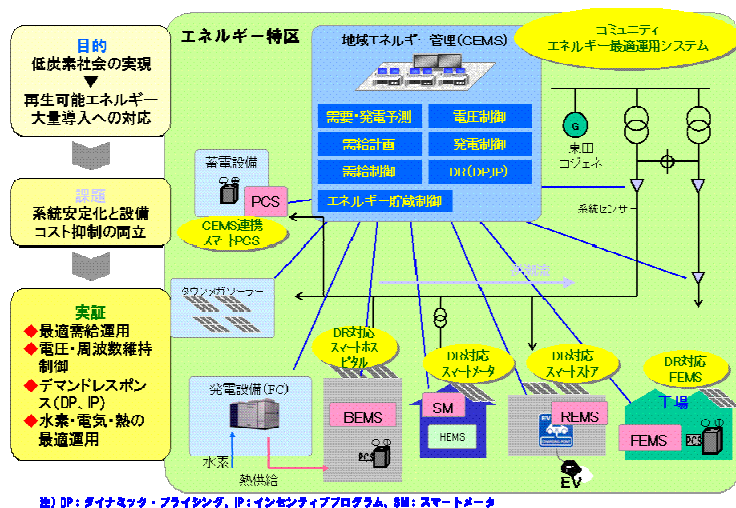 目的
低炭素社会の実現
▼
再生可能エネルギー
大量導入への対応
課題
系統安定化と設備
コスト抑制の両立
実証
◆最適需給運用
◆電圧・周波数維持
制御
◆デマンドレスポン
ス(DP、IP)
◆水素・電気・熱の
最適運用
エネルギー特区
地域エネルギー管理(CEMS)
需要・発電予測
電圧制御
需給計画
発電制御
需給制御
DR(DP,IP)
エネルギー貯蔵制御
コミュニティ
エネルギー最適運用システム
G
東田
コジェネ
系統センサー
蓄電設備
PCS
CEMS連携
スマートPCS
タウンメガソーラー
発電設備(FC)
水素
熱供給
DR対応
スマートホス
ピタル
BEMS
PCS
DR対応
スマートメータ
SM
HEMS
DR対応
スマートストア
REMS
EV
EV
DR対応
FEMS
工場
FEMS
PCS
注) DP:ダイナミック・プライシング、IP:インセンティブプログラム、SM:スマートメータ